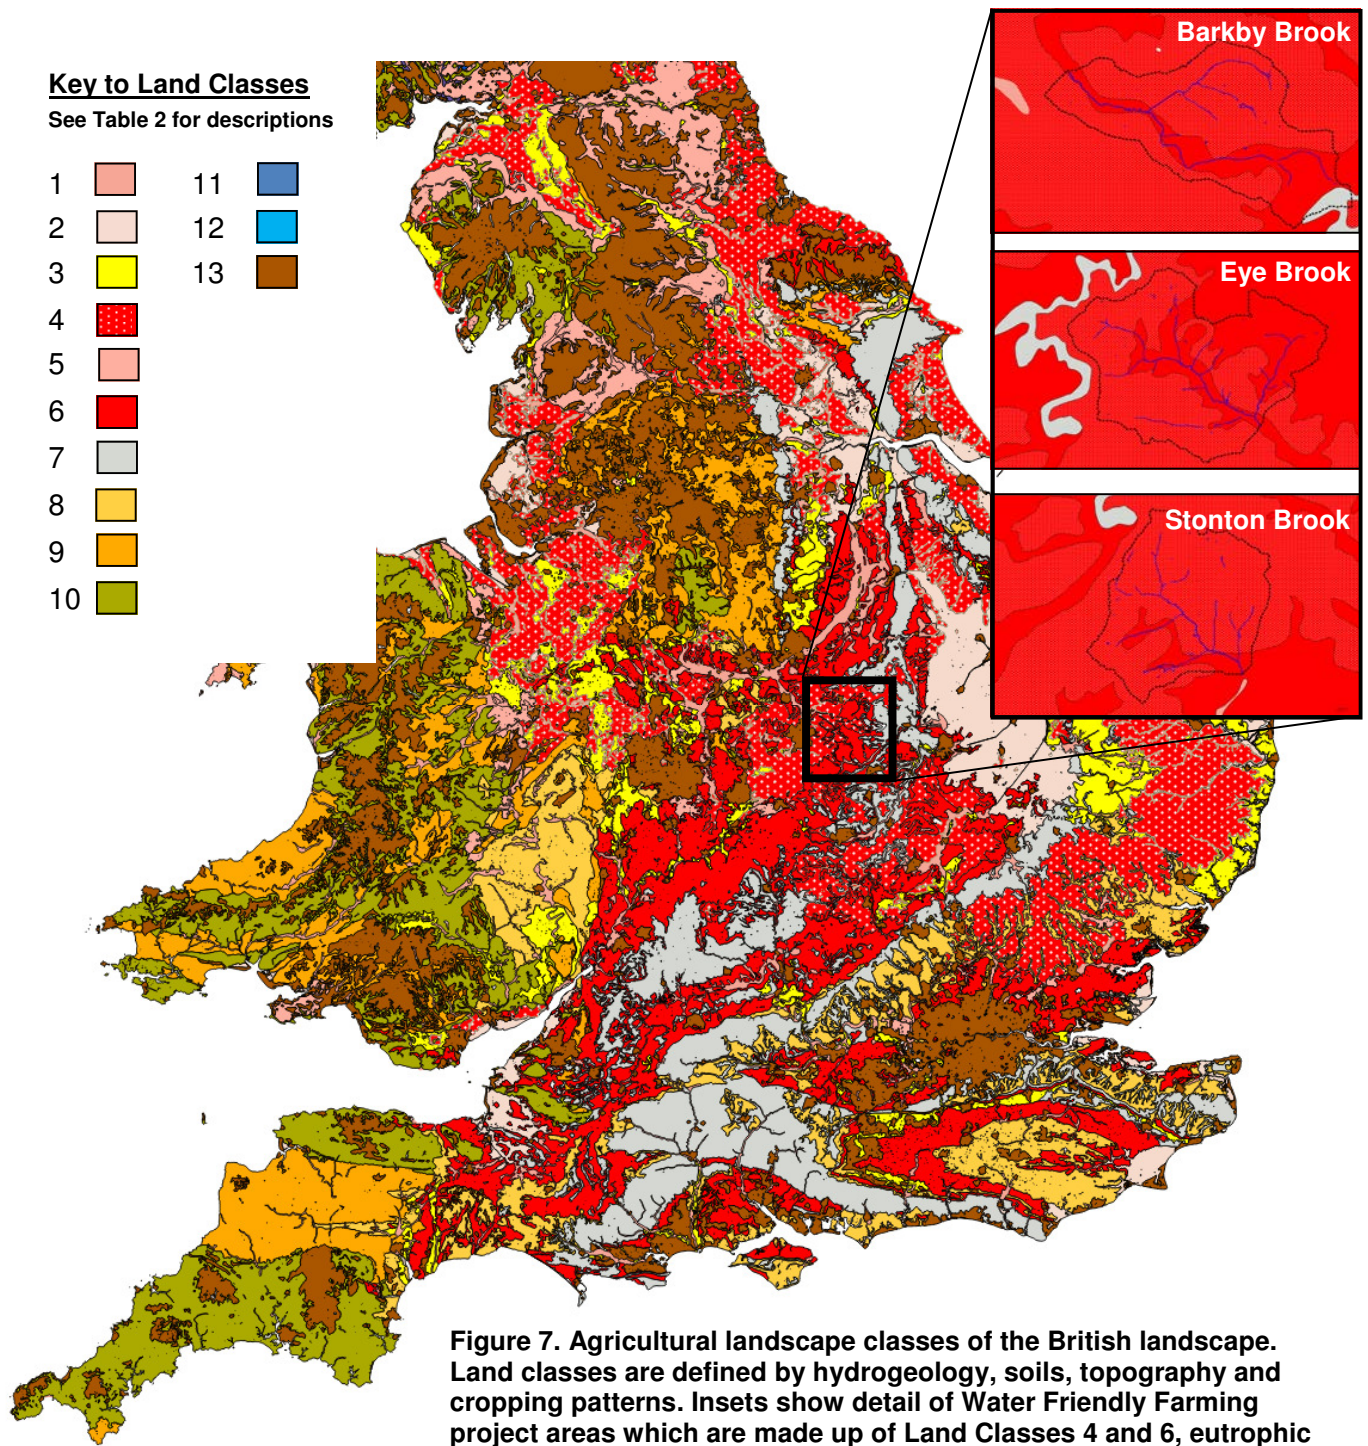 Key to Land Classes
See Table 2 for descriptions
1
2
3
4
5
6
7
8
9
10
11
12
13
Barkby Brook
Eye Brook
Stonton Brook
Figure 7. Agricultural landscape classes of the British landscape.
Land classes are defined by hydrogeology, soils, topography and
cropping patterns. Insets show detail of Water Friendly Farming
project areas which are made up of Land Classes 4 and 6, eutrophic